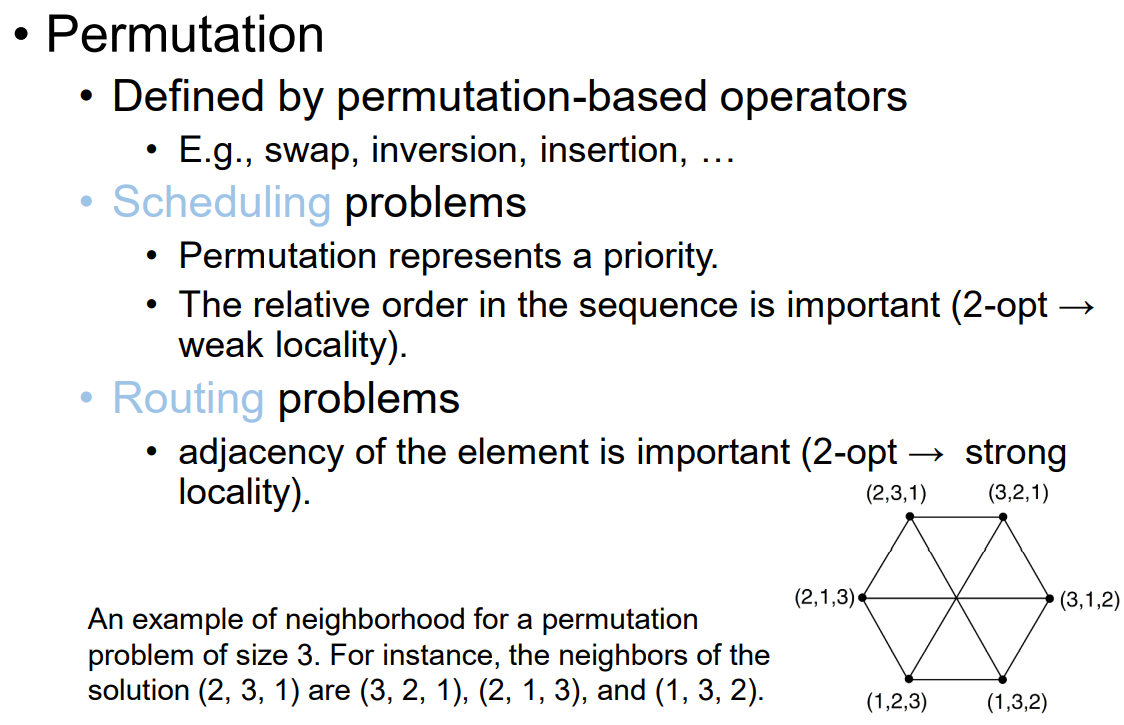 • Permutation
• Defined by permutation-based operators
• E.g., swap, inversion, insertion, …
• Scheduling problems
• Permutation represents a priority.
• The relative order in the sequence is important (2-opt →
weak locality).
• Routing problems
• adjacency of the element is important (2-opt → strong
locality).
(2,3,1)
(3,2,1)
(2,1,3)
(3,1,2)
(1,2,3)
(1,3,2)
An example of neighborhood for a permutation
problem of size 3. For instance, the neighbors of the
solution (2, 3, 1) are (3, 2, 1), (2, 1, 3), and (1, 3, 2).